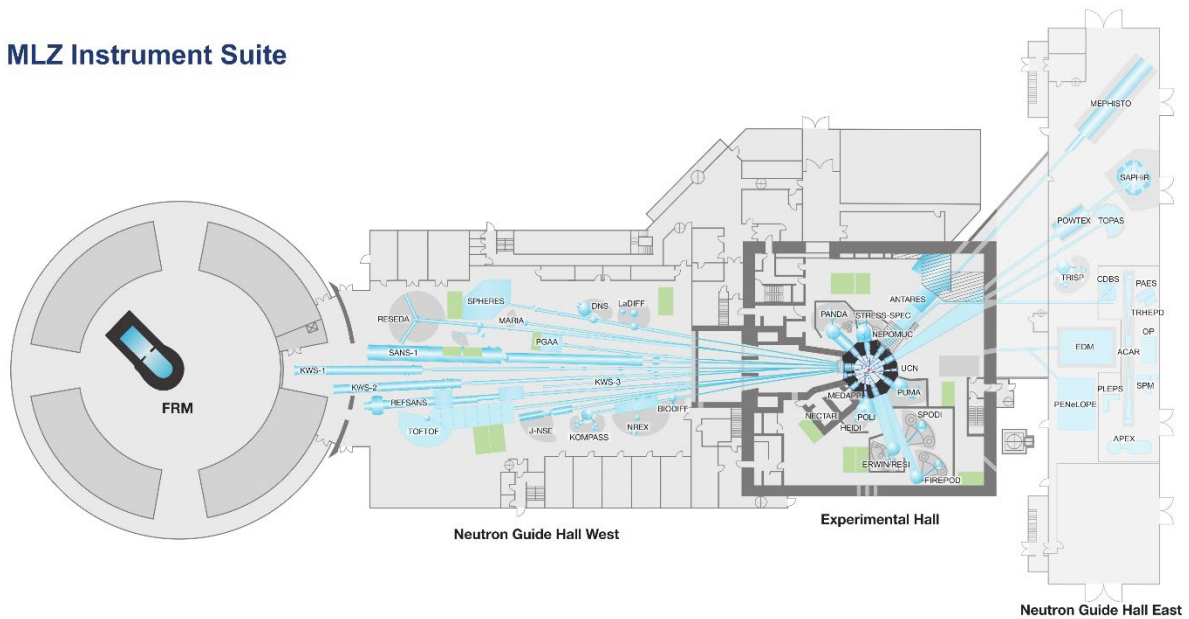 MLZ Instrument Suite
MEPHISTO
SAPHIR
POWTEX
TOPAS
TRISP
CDBS
PAES
TRHEPD
OP
EDM
ACAR
PLEPS
SPM
PENeLOPE
APEX
ANTARES
PANDA
STRESS-SPEC
NEPOMUC
UCN
MEDAPP
PUMA
NECTAR
POLI
HEIDI
SPODI
ERWIN/RESI
FIREPOD
SPHERES
DNS
LaDIFF
RESEDA
MARIA
PGAA
SANS-1
KWS-1
KWS-2
KWS-3
REFSANS
BIODIFF
TOFTOF
J-NSE
KOMPASS
NREX
FRM
Neutron Guide Hall West
Experimental Hall
Neutron Guide Hall East